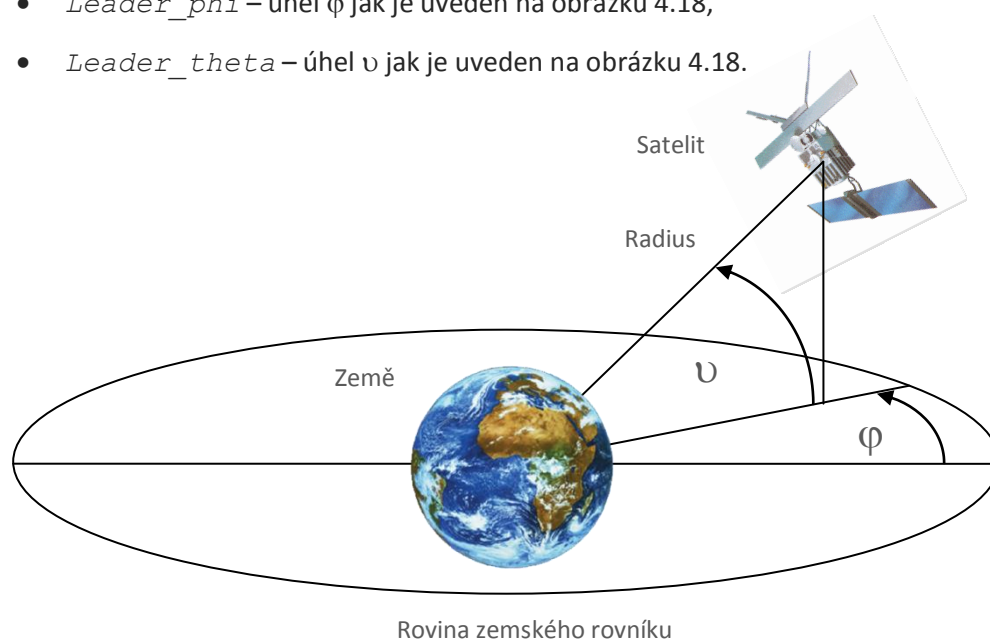 • Leader_phi – úhel φ jak je uveden na obrázku 4.18,
• Leader_theta – úhel υ jak je uveden na obrázku 4.18.
Satelit
Radius
Země
υ
φ
Rovina zemského rovníku